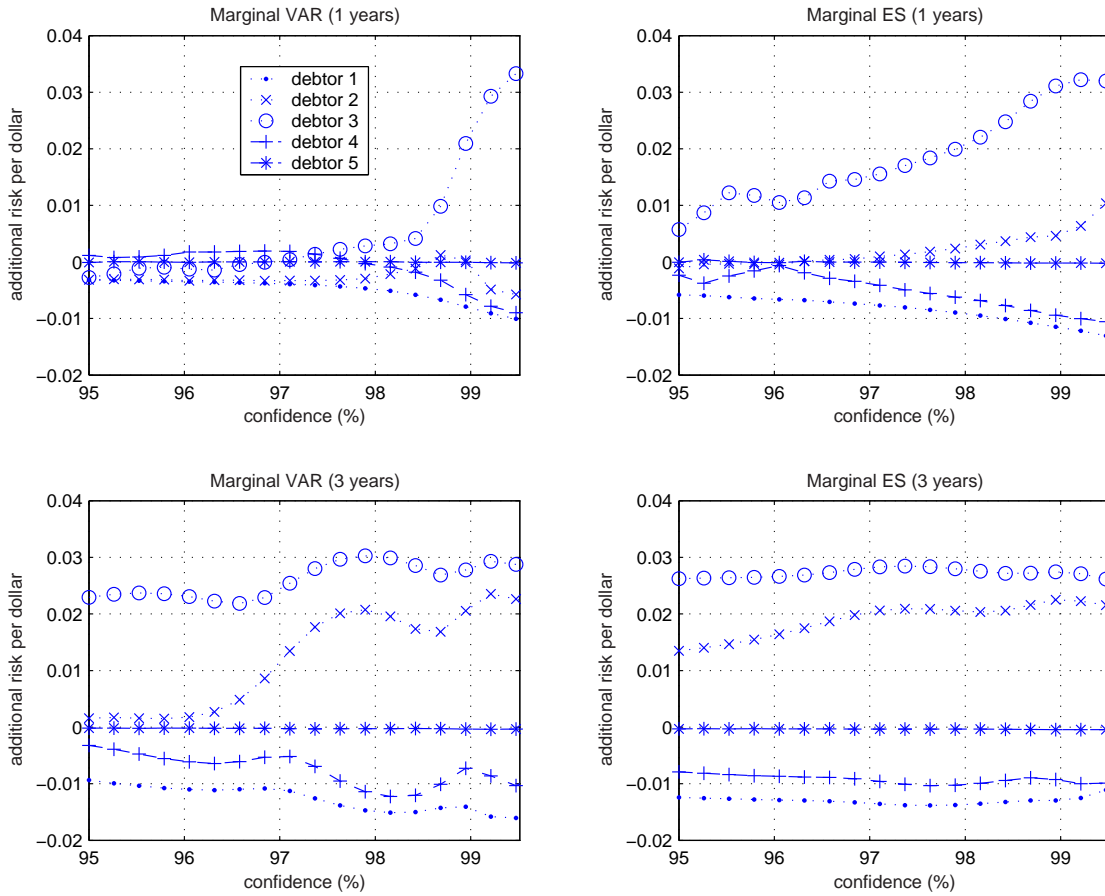 Marginal VAR (1 years)
0.04
0.03
0.02
0.01
0
−0.01
−0.02
additional risk per dollar
debtor 1
debtor 2
debtor 3
debtor 4
debtor 5
95 96 97 98 99
confidence (%)
Marginal ES (1 years)
0.04
0.03
0.02
0.01
0
−0.01
−0.02
additional risk per dollar
95 96 97 98 99
confidence (%)
Marginal VAR (3 years)
0.04
0.03
0.02
0.01
0
−0.01
−0.02
additional risk per dollar
95 96 97 98 99
confidence (%)
Marginal ES (3 years)
0.04
0.03
0.02
0.01
0
−0.01
−0.02
additional risk per dollar
95 96 97 98 99
confidence (%)